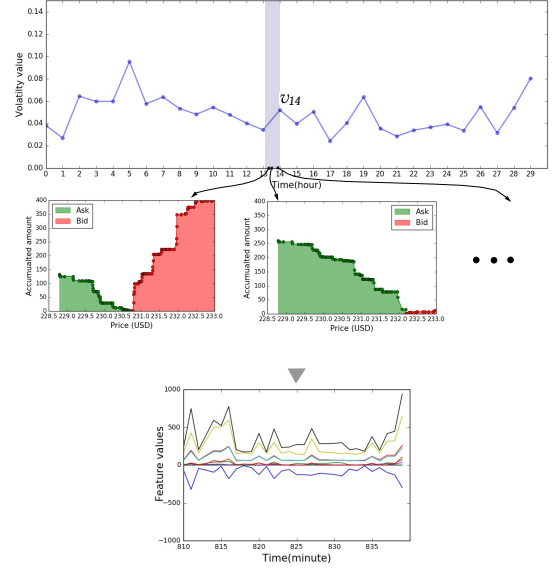 0.14
0.12
0.10
0.08
0.06
0.04
0.02
0.00
Volatilty value
v14
0 1 2 3 4 5 6 7 8 9 10 11 12 13 14 15 16 17 18 19 20 21 22 23 24 25 26 27 28 29
Time(hour)
400
350
300
250
200
150
100
50
0
Accumualted amount
Ask
Bid
228.5 229.0 229.5 230.0 230.5 231.0 231.5 232.0 232.5 233.0
Price (USD)
400
350
300
250
200
150
100
50
0
Accumualted amount
Ask
Bid
228.5 229.0 229.5 230.0 230.5 231.0 231.5 232.0 232.5 233.0
Price (USD)
1000
500
0
−500
−1000
Feature values
810 815 820 825 830 835
Time(minute)